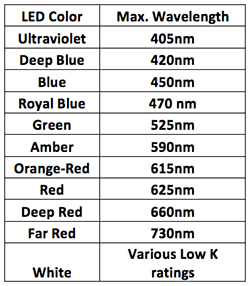 LED Color Max. Wavelength
Ultraviolet 405nm
Deep Blue 420nm
Blue 450nm
Royal Blue 470 nm
Green 525nm
Amber 590nm
Orange-Red 615nm
Red 625nm
Deep Red 660nm
Far Red 730nm
White Various Low K
ratings